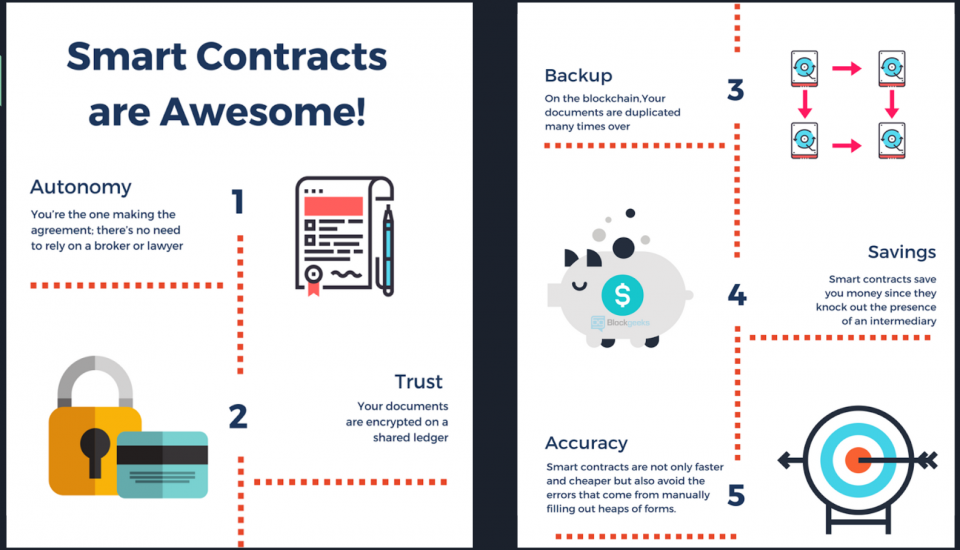 Smart Contracts
are Awesome!
Autonomy
1
You're the one making the
agreement; there's no need
to rely on a broker or lawyer
2
Trust
Your documents
are encrypted on a
shared ledger
Backup
3
On the blockchain,Your
documents are duplicated
many times over
$
Blockgeeks
Savings
4
Smart contracts save
you money since they
knock out the presence
of an intermediary
Accuracy
Smart contracts are not only faster
and cheaper but also avoid the
errors that come from manually
filling out heaps of forms.
5